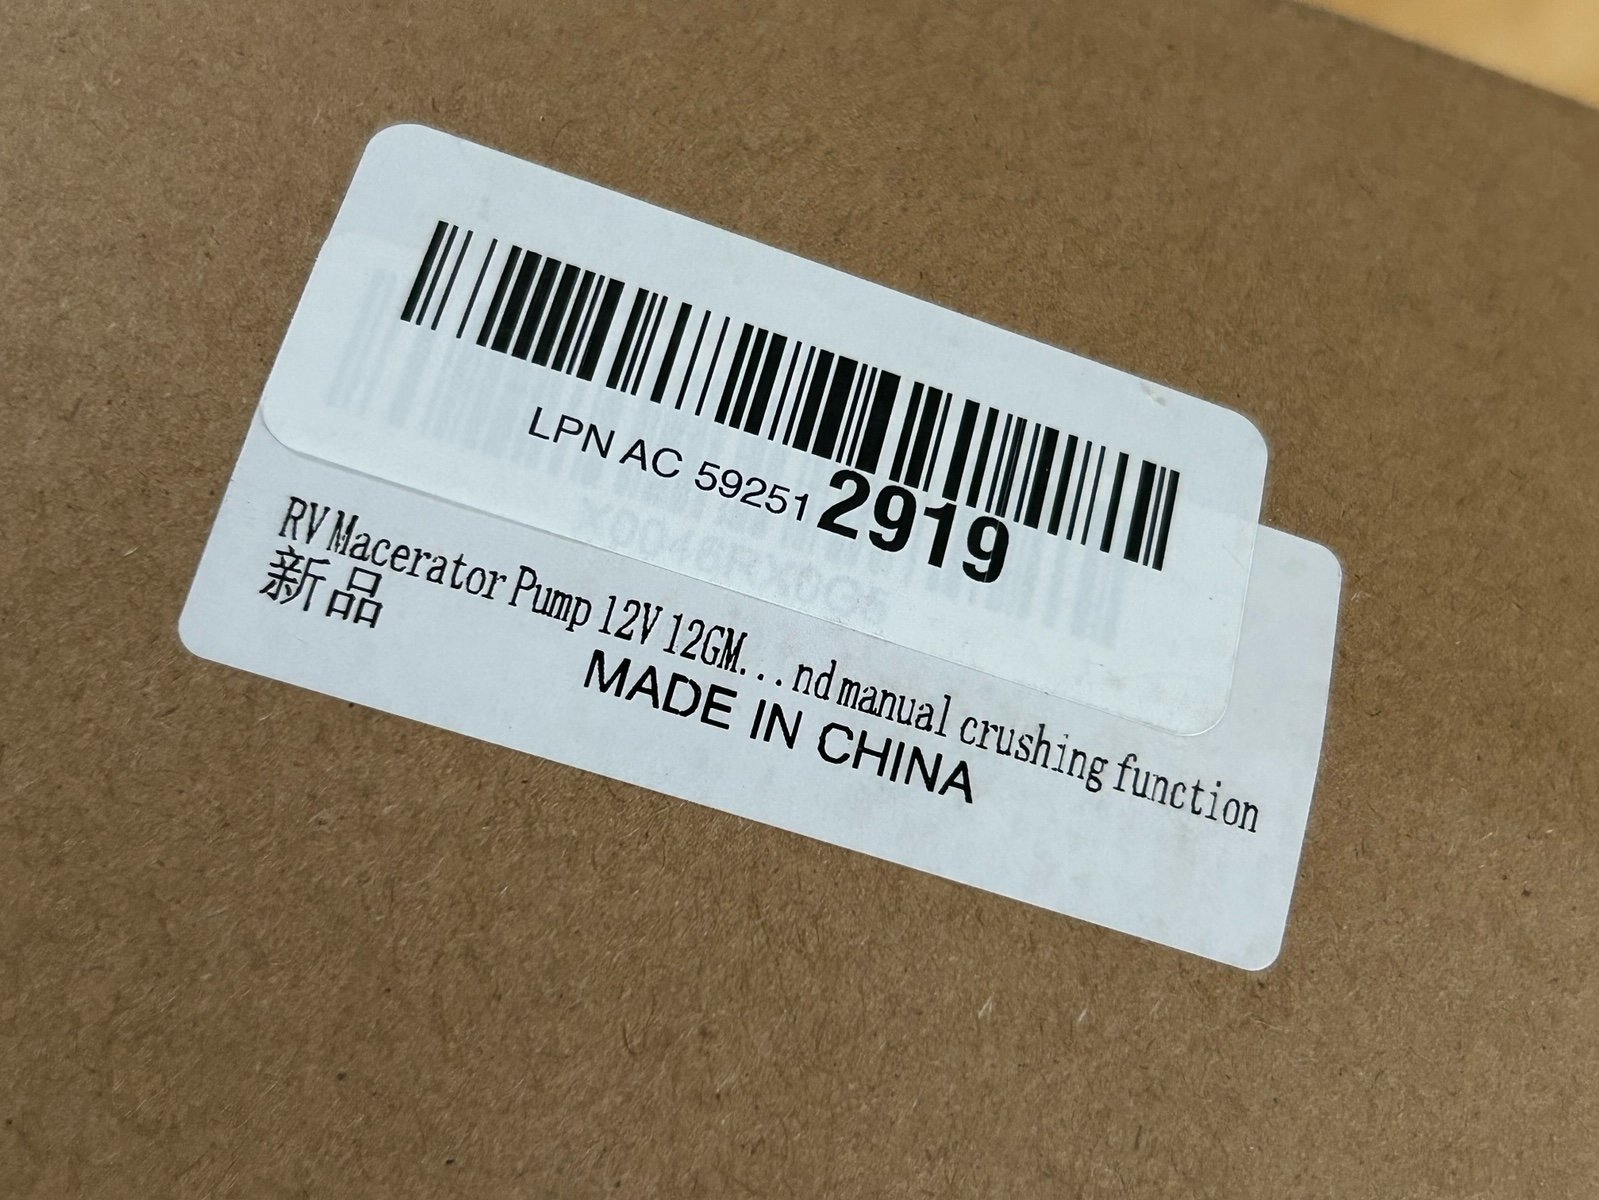 LPN AC 592512919
RV Macerator Pump 12V 12GM...nd manual crushing function
新品
MADE IN CHINA